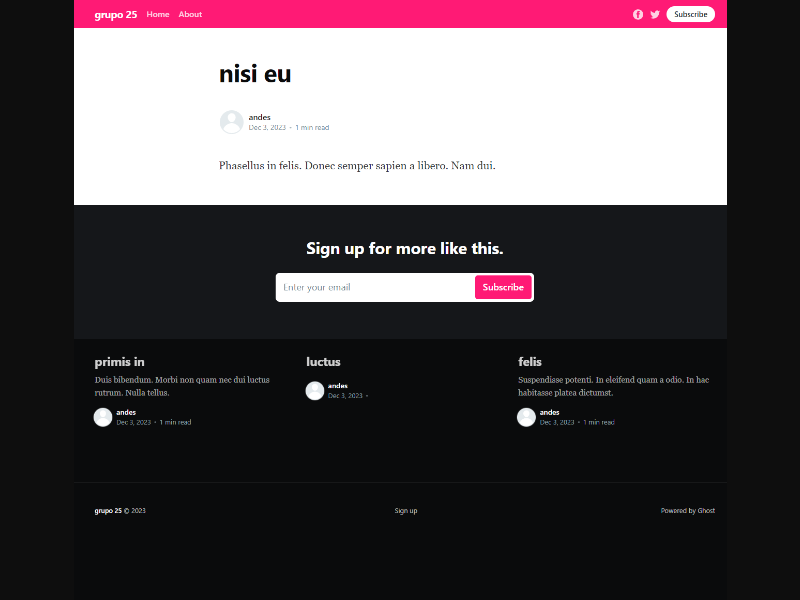 grupo 25 Home About Subscribe
nisi eu
andes
Dec 3, 2023 • 1 min read
Phasellus in felis. Donec semper sapien a libero. Nam dui.
Sign up for more like this.
Enter your email Subscribe
primis in
Duis bibendum. Morbi non quam nec dui luctus
rutrum. Nulla tellus.
andes
Dec 3, 2023 • 1 min read
luctus
andes
Dec 3, 2023 •
felis
Suspendisse potenti. In eleifend quam a odio. In hac
habitasse platea dictumst.
andes
Dec 3, 2023 • 1 min read
grupo 25 © 2023 Sign up Powered by Ghost